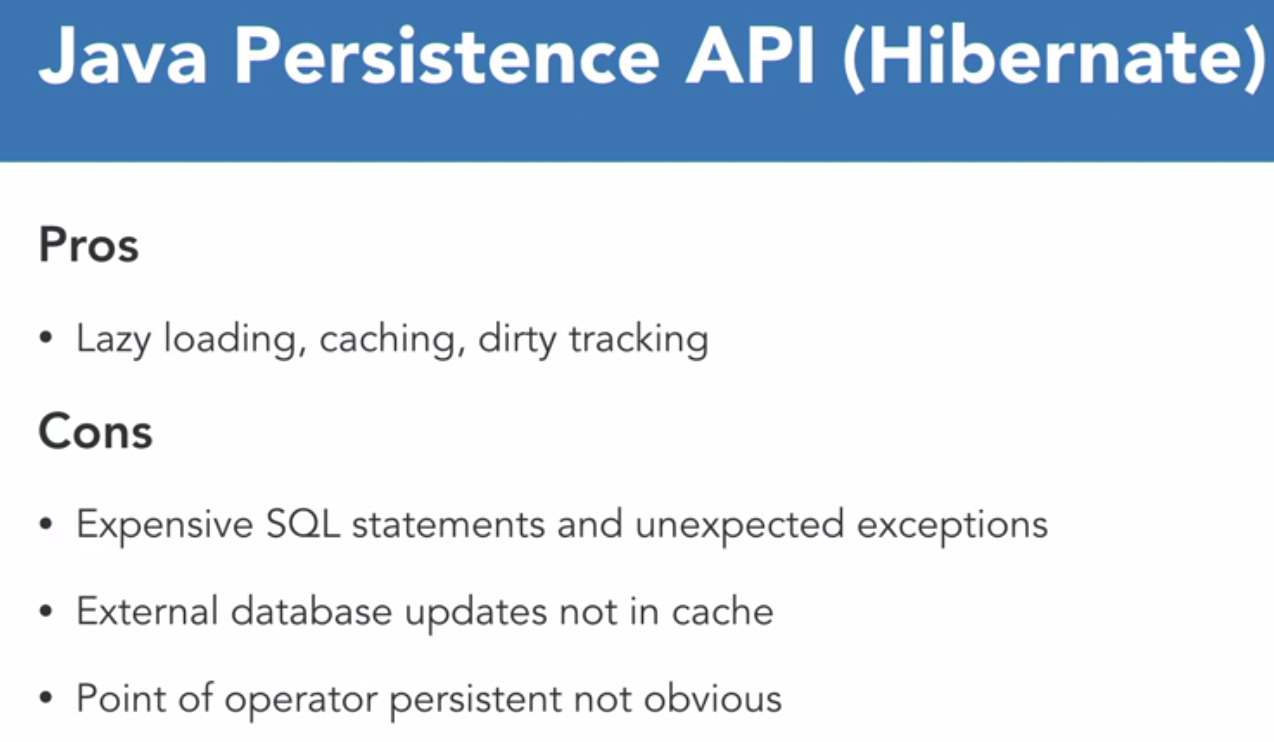 Java Persistence API (Hibernate)
Pros
• Lazy loading, caching, dirty tracking
Cons
• Expensive SQL statements and unexpected exceptions
• External database updates not in cache
• Point of operator persistent not obvious